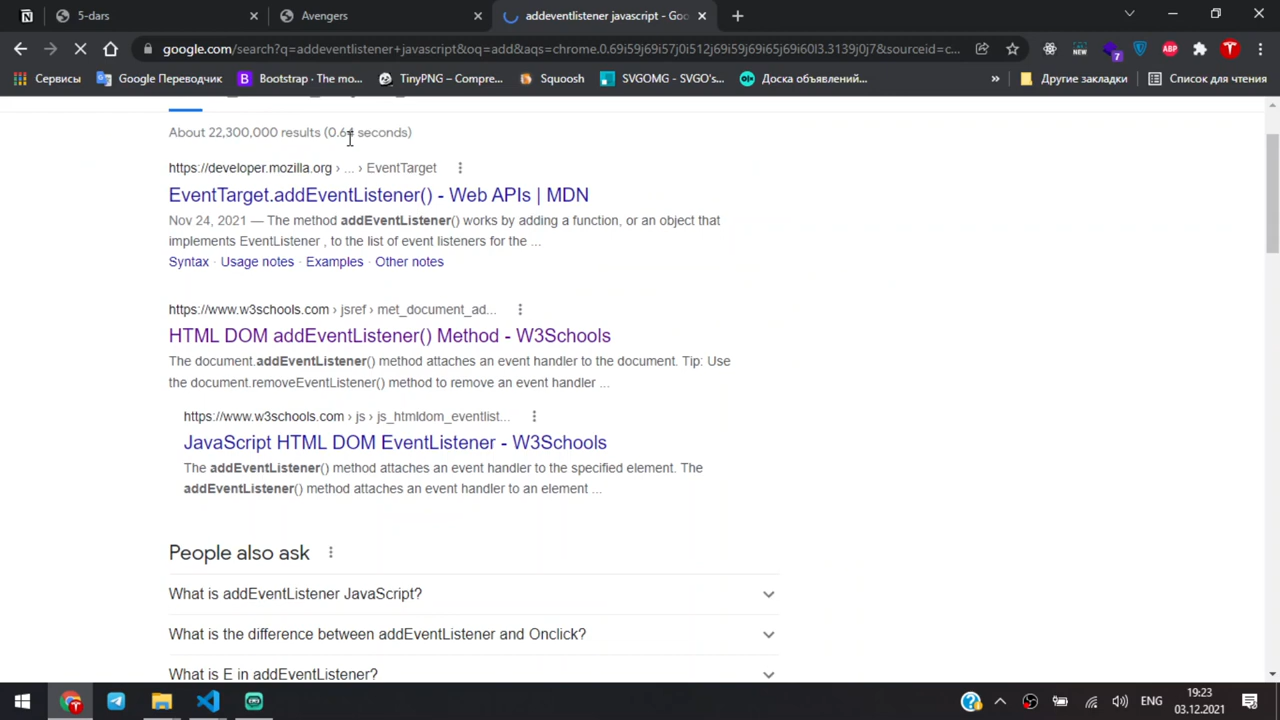 5-dars
Avengers
addeventlistener javascript - Goo
google.com/search?q=addeventlistener+javascript&oq=add&aqs=chrome.0.69i59j69i57j0i512j69i59j69i65j69i60l3.3139j0j7&sourceid=c...
NEW
7
ABP
T
Сервисы
Google Переводчик
B
Bootstrap · The mo...
TinyPNG – Compre...
Squoosh
SVGOMG - SVGO's...
Доска объявлений...
»
Другие закладки
Список для чтения
About 22,300,000 results (0.64 seconds)
https://developer.mozilla.org › ... › EventTarget
EventTarget.addEventListener() - Web APIs | MDN
Nov 24, 2021 — The method addEventListener() works by adding a function, or an object that
implements EventListener , to the list of event listeners for the ...
Syntax · Usage notes · Examples · Other notes
https://www.w3schools.com › jsref › met_document_ad...
HTML DOM addEventListener() Method - W3Schools
The document.addEventListener() method attaches an event handler to the document. Tip: Use
the document.removeEventListener() method to remove an event handler ...
https://www.w3schools.com › js › js_htmldom_eventlist...
JavaScript HTML DOM EventListener - W3Schools
The addEventListener() method attaches an event handler to the specified element. The
addEventListener() method attaches an event handler to an element ...
People also ask
What is addEventListener JavaScript?
What is the difference between addEventListener and Onclick?
What is E in addEventListener?
ENG
19:23
03.12.2021